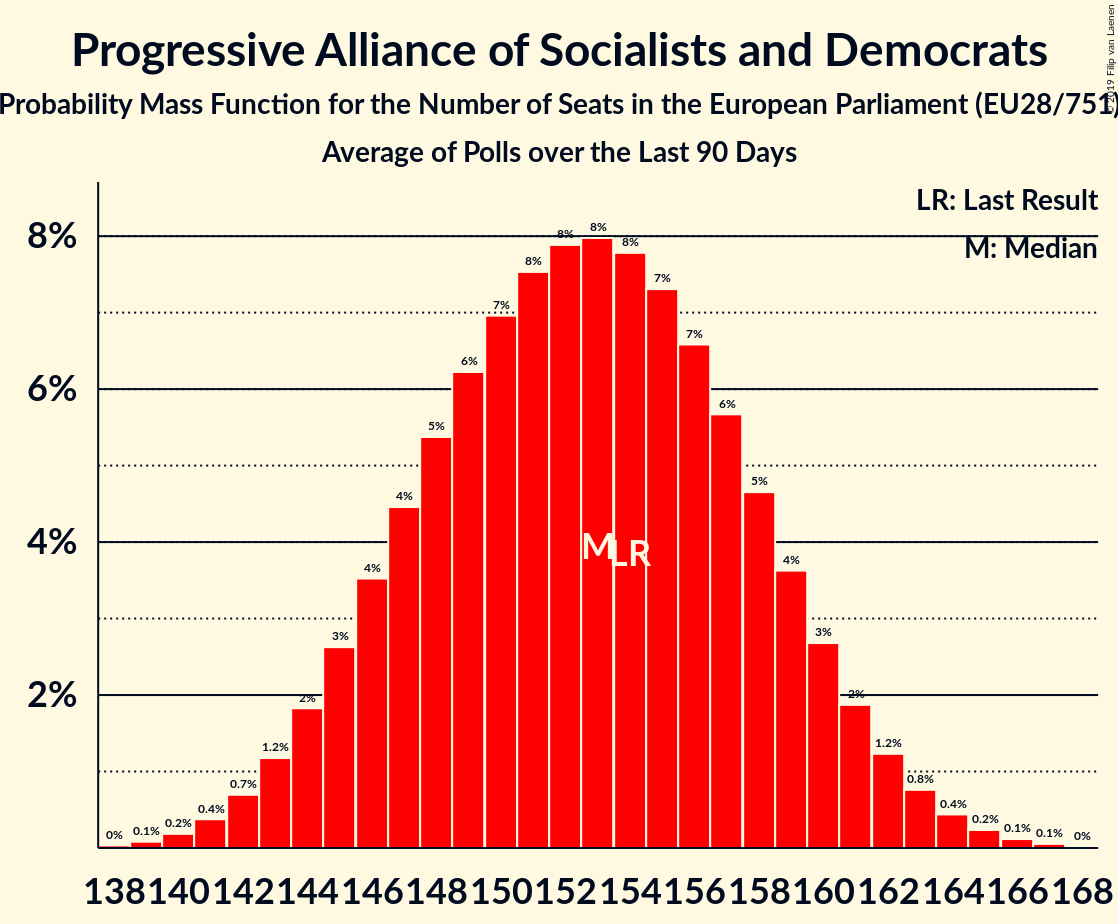 Progressive Alliance of Socialists and Democrats
Probability Mass Function for the Number of Seats in the European Parliament (EU28/751)
Average of Polls over the Last 90 Days
© 2019 Filip van Laenen
LR: Last Result
M: Median
8%
6%
4%
2%
0% 0.1% 0.2% 0.4% 0.7% 1.2% 2% 3% 4% 4% 5% 6% 7% 8% 8% 8% 8% 7% 7% 6% 5% 4% 3% 2% 1.2% 0.8% 0.4% 0.2% 0.1% 0.1% 0%
M LR
138 140 142 144 146 148 150 152 154 156 158 160 162 164 166 168